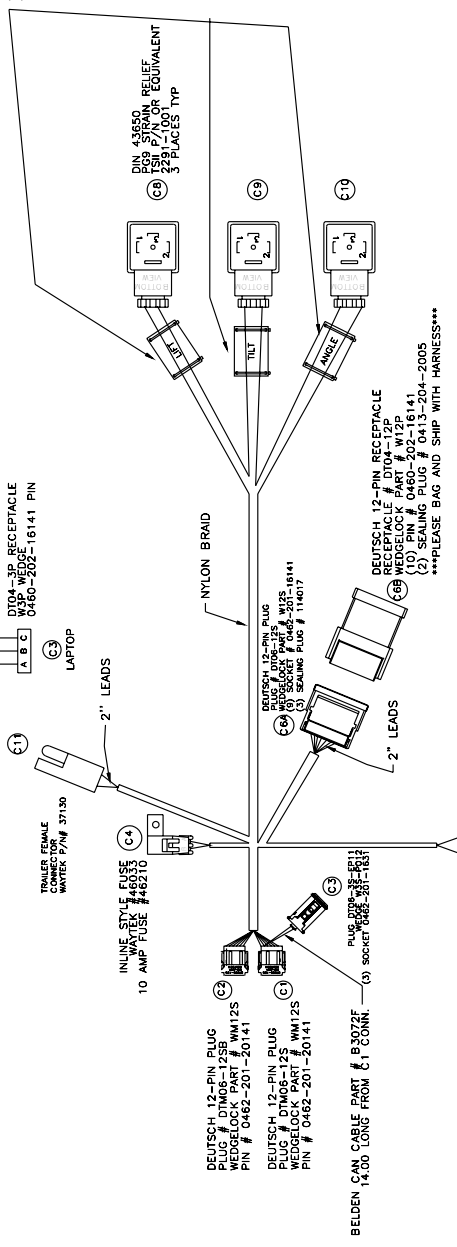 DIN 43650
PG9 STRAIN RELIEF
TSII P/N OR EQUIVALENT
2291-1001
3 PLACES TYP
C8
C9
C10
BOTTOM
VIEW
1
2
BOTTOM
VIEW
1
2
BOTTOM
VIEW
1
2
LIFT
TILT
ANGLE
DT04-3P RECEPTACLE
W3P WEDGE
0460-202-16141 PIN
A B C
C3
LAPTOP
NYLON BRAID
C11
2" LEADS
TRAILER FEMALE
CONNECTOR
WAYTEK P/N# 37130
C4
INLINE STYLE FUSE
WAYTEK #46033
10 AMP FUSE #46210
DEUTSCH 12-PIN PLUG
PLUG # DT06-12S
WEDGELOCK PART # W12S
(9) SOCKET # 0462-201-16141
(3) SEALING PLUG # 114017
C6A
2" LEADS
C6B
DEUTSCH 12-PIN RECEPTACLE
RECEPTACLE # DT04-12P
WEDGELOCK PART # W12P
(10) PIN # 0460-202-16141
(2) SEALING PLUG # 0413-204-2005
***PLEASE BAG AND SHIP WITH HARNESS***
C2
DEUTSCH 12-PIN PLUG
PLUG # DTM06-12SB
WEDGELOCK PART # WM12S
PIN # 0462-201-20141
C1
DEUTSCH 12-PIN PLUG
PLUG # DTM06-12S
WEDGELOCK PART # WM12S
PIN # 0462-201-20141
C3
PLUG DT06-3S-EP11
WEDGE W3S-P012
(3) SOCKET 0462-201-1631
BELDEN CAN CABLE PART # B3072F
14.00 LONG FROM C1 CONN.